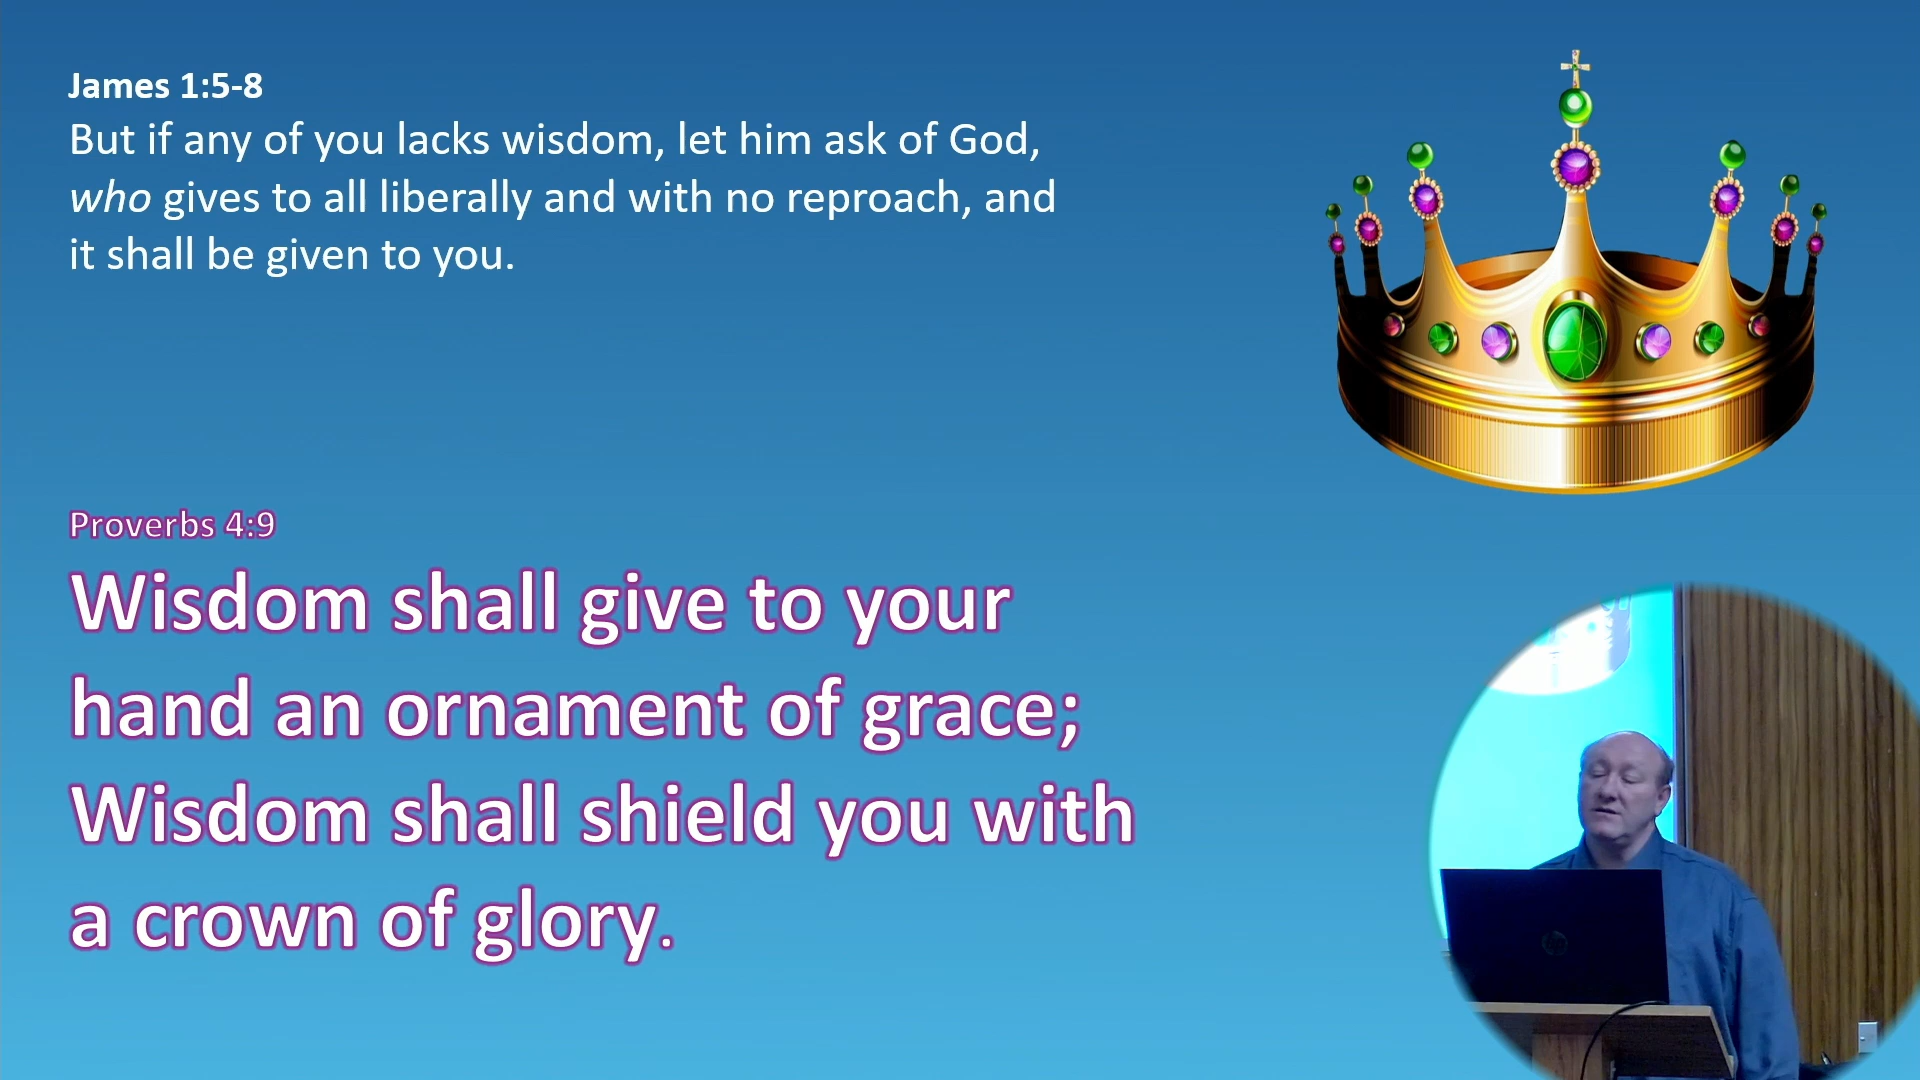 James 1:5-8
But if any of you lacks wisdom, let him ask of God,
who gives to all liberally and with no reproach, and
it shall be given to you.
Proverbs 4:9
Wisdom shall give to your
hand an ornament of grace;
Wisdom shall shield you with
a crown of glory.